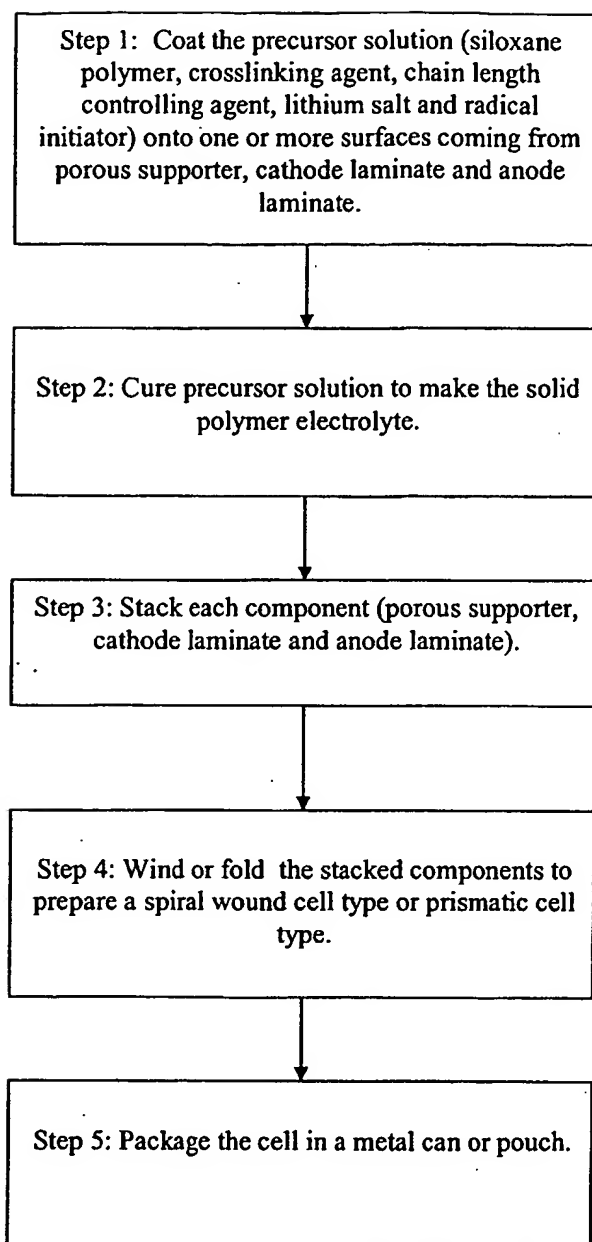 Step 1: Coat the precursor solution (siloxane
polymer, crosslinking agent, chain length
controlling agent, lithium salt and radical
initiator) onto one or more surfaces coming from
porous supporter, cathode laminate and anode
laminate.
Step 2: Cure precursor solution to make the solid
polymer electrolyte.
Step 3: Stack each component (porous supporter,
cathode laminate and anode laminate).
Step 4: Wind or fold the stacked components to
prepare a spiral wound cell type or prismatic cell
type.
Step 5: Package the cell in a metal can or pouch.